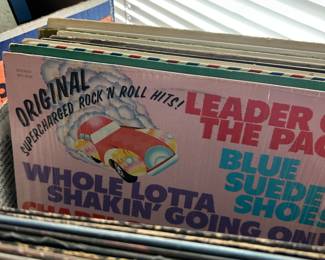 ORIGINAL
SUPERCHARGED ROCK 'N ROLL HITS!
LEADER
THE PAC
BLUE
SUEDE
SHOES
WHOLE LOTTA
SHAKIN' GOING ON